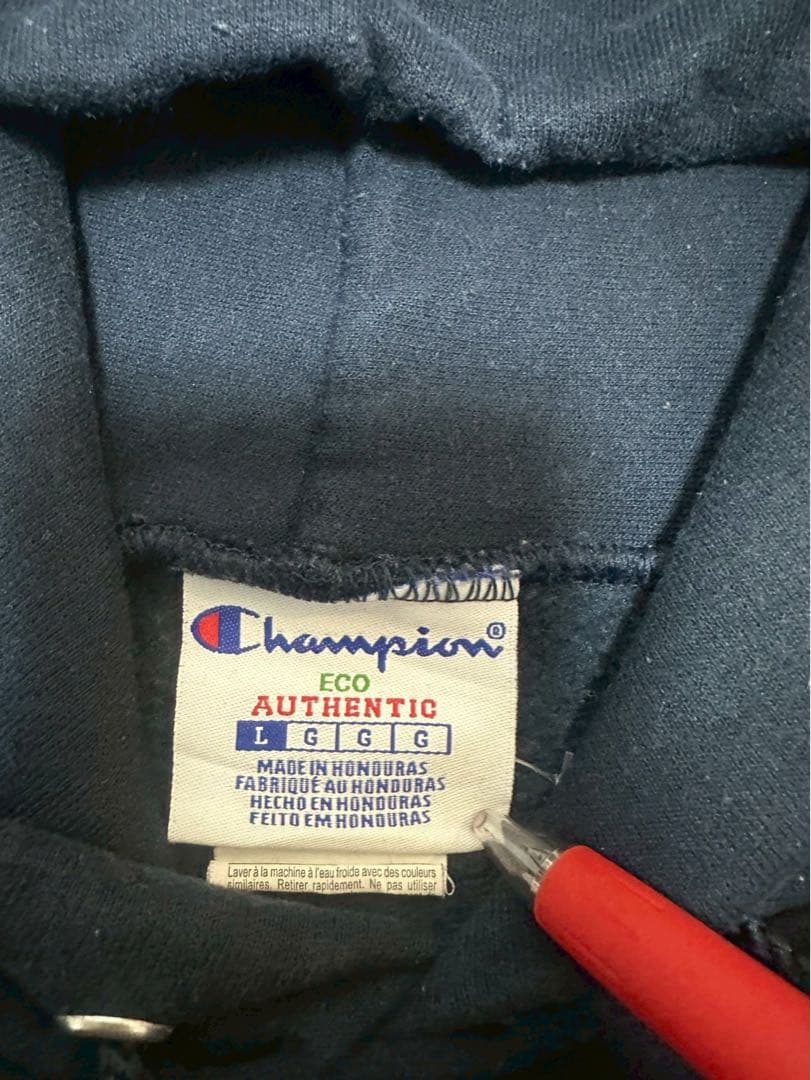 Champion®
ECO
AUTHENTIC
L G G G
MADE IN HONDURAS
FABRIQUÉ AU HONDURAS
HECHO EN HONDURAS
FEITO EM HONDURAS
Laver à la machine à l'eau froide avec des couleurs
similaires. Retirer rapidement. Ne pas utiliser